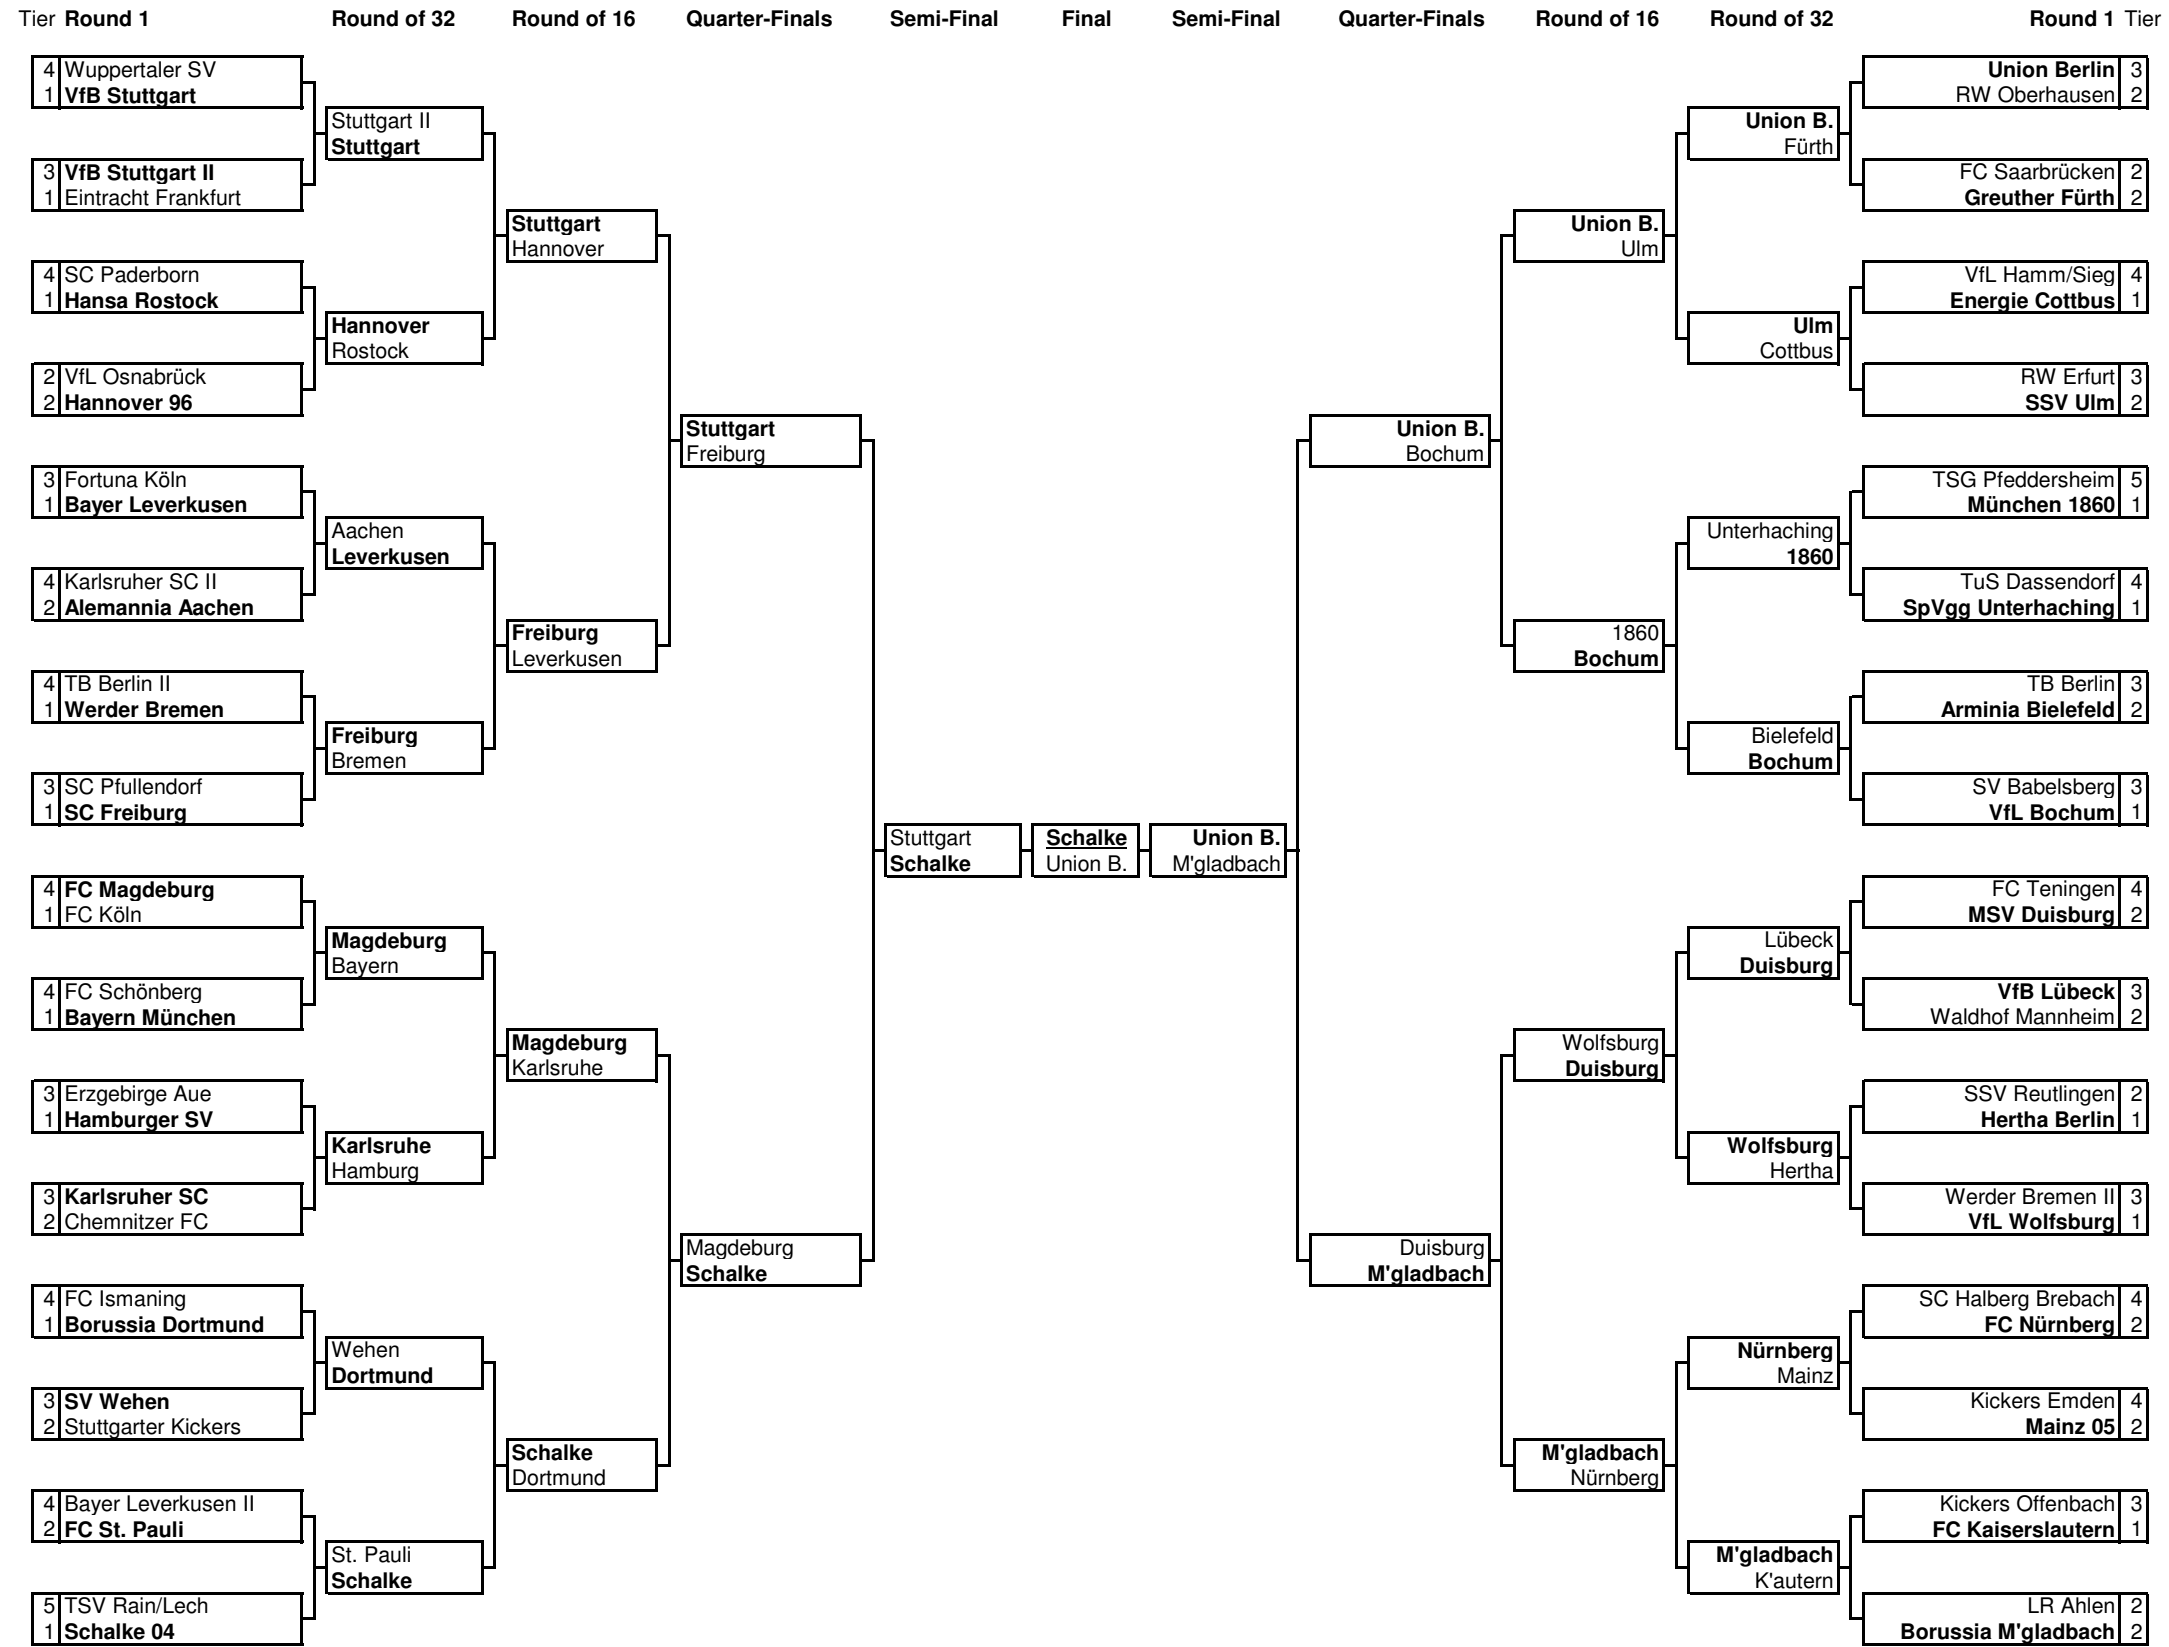 Tier Round 1 Round of 32 Round of 16 Quarter-Finals Semi-Final Final Semi-Final Quarter-Finals Round of 16 Round of 32 Round 1 Tier
4 Wuppertaler SV
1 VfB Stuttgart
3 VfB Stuttgart II
1 Eintracht Frankfurt
4 SC Paderborn
1 Hansa Rostock
2 VfL Osnabrück
2 Hannover 96
3 Fortuna Köln
1 Bayer Leverkusen
4 Karlsruher SC II
2 Alemannia Aachen
4 TB Berlin II
1 Werder Bremen
3 SC Pfullendorf
1 SC Freiburg
4 FC Magdeburg
1 FC Köln
4 FC Schönberg
1 Bayern München
3 Erzgebirge Aue
1 Hamburger SV
3 Karlsruher SC
2 Chemnitzer FC
4 FC Ismaning
1 Borussia Dortmund
3 SV Wehen
2 Stuttgarter Kickers
4 Bayer Leverkusen II
2 FC St. Pauli
5 TSV Rain/Lech
1 Schalke 04
Stuttgart II
Stuttgart
Hannover
Rostock
Aachen
Leverkusen
Freiburg
Bremen
Magdeburg
Bayern
Karlsruhe
Hamburg
Wehen
Dortmund
St. Pauli
Schalke
Stuttgart
Hannover
Freiburg
Leverkusen
Magdeburg
Karlsruhe
Schalke
Dortmund
Stuttgart
Freiburg
Magdeburg
Schalke
Stuttgart
Schalke
Schalke
Union B.
Union B.
M'gladbach
Union B.
Bochum
Duisburg
M'gladbach
Union B.
Ulm
1860
Bochum
Wolfsburg
Duisburg
M'gladbach
Nürnberg
Union B.
Fürth
Ulm
Cottbus
Unterhaching
1860
Bielefeld
Bochum
Lübeck
Duisburg
Wolfsburg
Hertha
Nürnberg
Mainz
M'gladbach
K'autern
Union Berlin 3
RW Oberhausen 2
FC Saarbrücken 2
Greuther Fürth 2
VfL Hamm/Sieg 4
Energie Cottbus 1
RW Erfurt 3
SSV Ulm 2
TSG Pfeddersheim 5
München 1860 1
TuS Dassendorf 4
SpVgg Unterhaching 1
TB Berlin 3
Arminia Bielefeld 2
SV Babelsberg 3
VfL Bochum 1
FC Teningen 4
MSV Duisburg 2
VfB Lübeck 3
Waldhof Mannheim 2
SSV Reutlingen 2
Hertha Berlin 1
Werder Bremen II 3
VfL Wolfsburg 1
SC Halberg Brebach 4
FC Nürnberg 2
Kickers Emden 4
Mainz 05 2
Kickers Offenbach 3
FC Kaiserslautern 1
LR Ahlen 2
Borussia M'gladbach 2